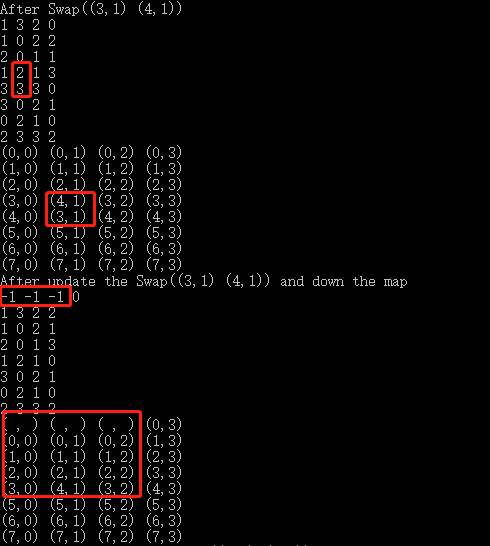 After Swap((3,1) (4,1))
1 3 2 0
1 0 2 2
2 0 1 1
1 2 1 3
3 3 3 0
3 0 2 1
0 2 1 0
2 3 3 2
(0,0) (0,1) (0,2) (0,3)
(1,0) (1,1) (1,2) (1,3)
(2,0) (2,1) (2,2) (2,3)
(3,0) (4,1) (3,2) (3,3)
(4,0) (3,1) (4,2) (4,3)
(5,0) (5,1) (5,2) (5,3)
(6,0) (6,1) (6,2) (6,3)
(7,0) (7,1) (7,2) (7,3)
After update the Swap((3,1) (4,1)) and down the map
-1 -1 -1 0
1 3 2 2
1 0 2 1
2 0 1 3
1 2 1 0
3 0 2 1
0 2 1 0
2 3 3 2
( , ) ( , ) ( , ) (0,3)
(0,0) (0,1) (0,2) (1,3)
(1,0) (1,1) (1,2) (2,3)
(2,0) (2,1) (2,2) (3,3)
(3,0) (4,1) (3,2) (4,3)
(5,0) (5,1) (5,2) (5,3)
(6,0) (6,1) (6,2) (6,3)
(7,0) (7,1) (7,2) (7,3)